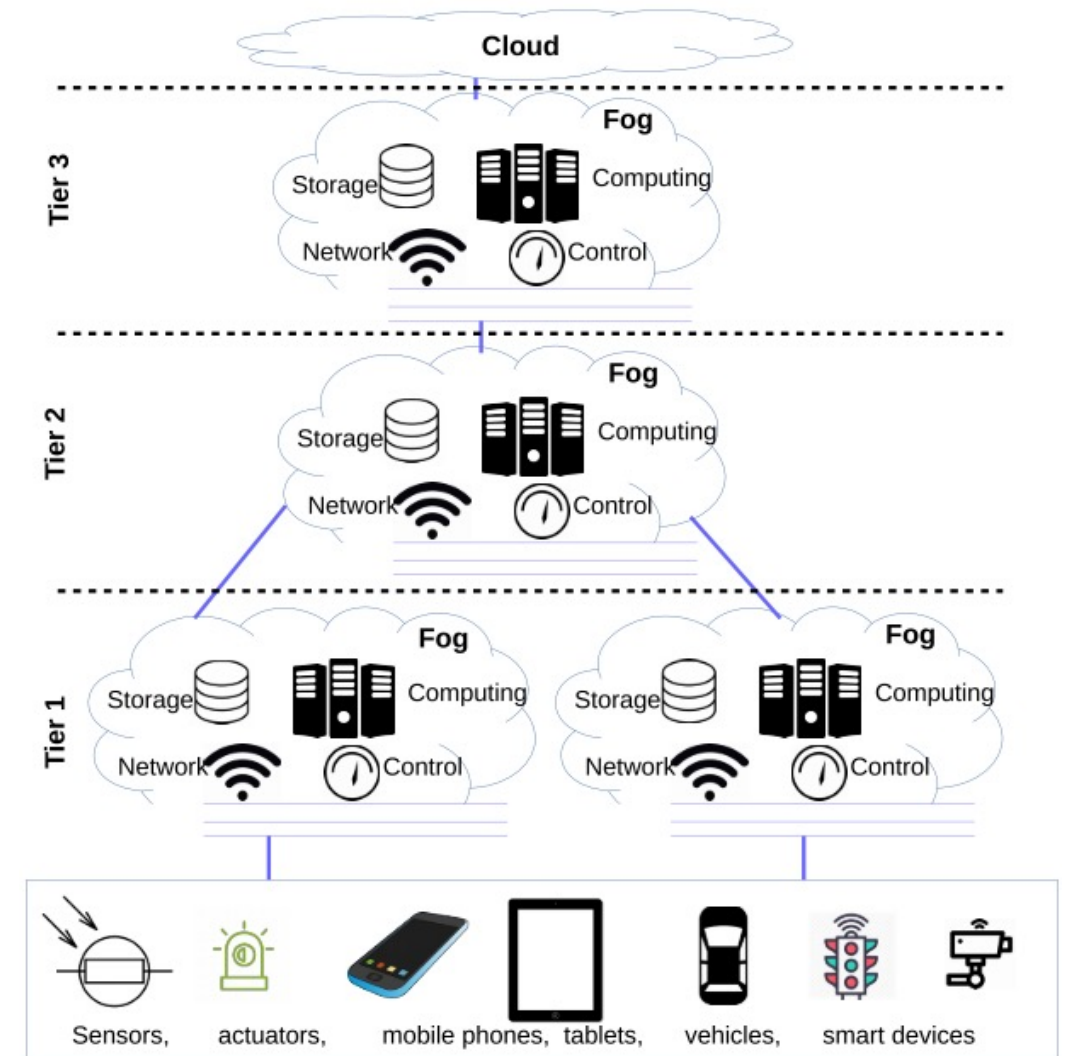 Cloud
Tier 3
Fog
Storage
Computing
Network
Control
Tier 2
Fog
Storage
Computing
Network
Control
Tier 1
Fog
Storage
Computing
Network
Control
Fog
Storage
Computing
Network
Control
Sensors, actuators, mobile phones, tablets, vehicles, smart devices